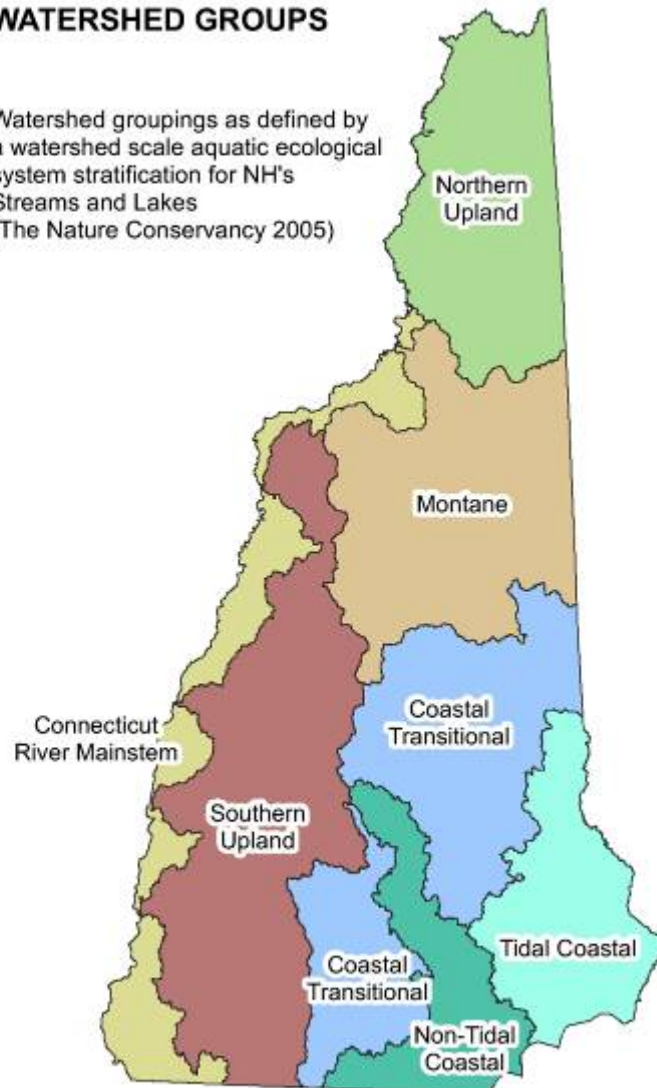 WATERSHED GROUPS
Watershed groupings as defined by
a watershed scale aquatic ecological
system stratification for NH's
Streams and Lakes
(The Nature Conservancy 2005)
Northern
Upland
Montane
Coastal
Transitional
Connecticut
River Mainstem
Southern
Upland
Tidal Coastal
Coastal
Transitional
Non-Tidal
Coastal